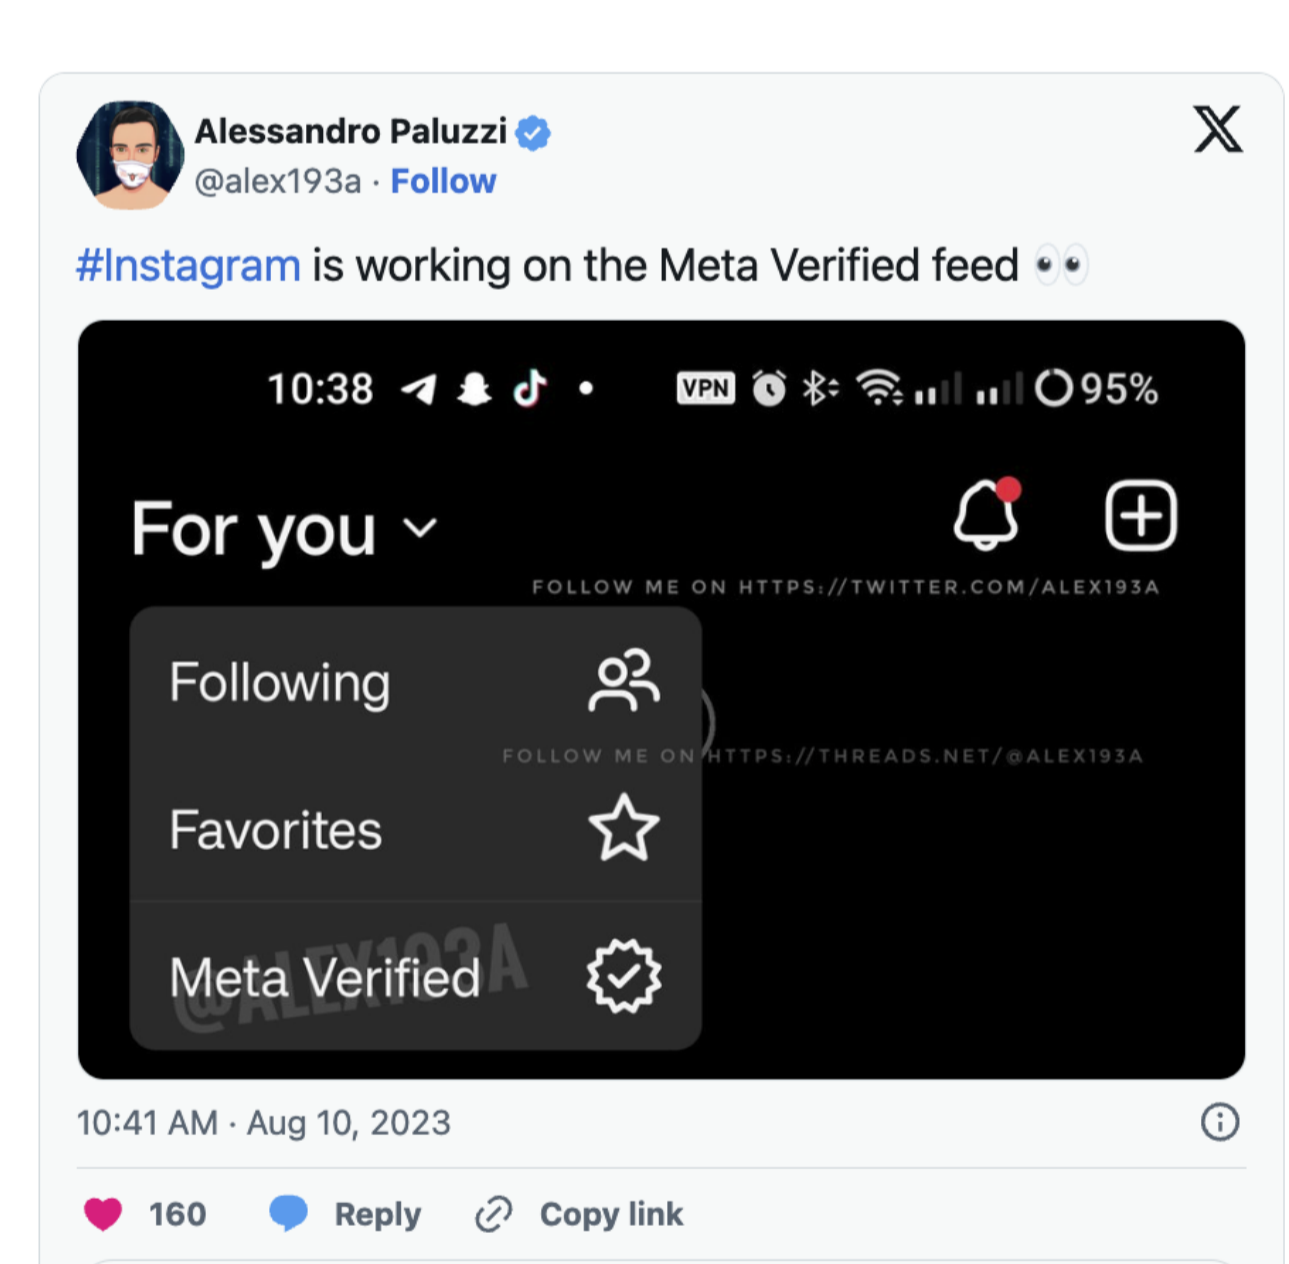 Alessandro Paluzzi
@alex193a · Follow
#Instagram is working on the Meta Verified feed 👀
10:38 VPN 95%
For you
FOLLOW ME ON HTTPS://TWITTER.COM/ALEX193A
Following
FOLLOW ME ON HTTPS://THREADS.NET/@ALEX193A
Favorites
@ALEX193A
Meta Verified
10:41 AM · Aug 10, 2023
160 Reply Copy link